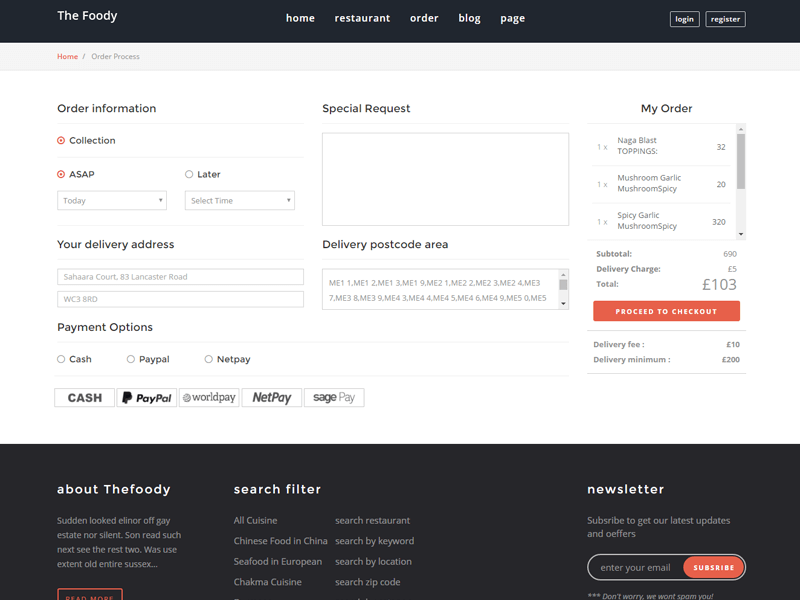 The Foody
home restaurant order blog page
login register
Home / Order Process
Order information
Collection
ASAP Later
Today Select Time
Your delivery address
Sahaara Court, 83 Lancaster Road
WC3 8RD
Payment Options
Cash Paypal Netpay
CASH PayPal worldpay NetPay sage Pay
Special Request
Delivery postcode area
ME1 1,ME1 2,ME1 3,ME1 9,ME2 1,ME2 2,ME2 3,ME2 4,ME3
7,ME3 8,ME3 9,ME4 3,ME4 4,ME4 5,ME4 6,ME4 9,ME5 0,ME5
My Order
1 x Naga Blast 32
TOPPINGS:
1 x Mushroom Garlic 20
MushroomSpicy
1 x Spicy Garlic 320
MushroomSpicy
Subtotal: 690
Delivery Charge: £5
Total: £103
PROCEED TO CHECKOUT
Delivery fee : £10
Delivery minimum : £200
about Thefoody
Sudden looked elinor off gay
estate nor silent. Son read such
next see the rest two. Was use
extent old entire sussex...
READ MORE
search filter
All Cuisine search restaurant
Chinese Food in China search by keyword
Seafood in European search by location
Chakma Cuisine search zip code
newsletter
Subsribe to get our latest updates
and oeffers
enter your email SUBSRIBE
*** Don't worry, we wont spam you!